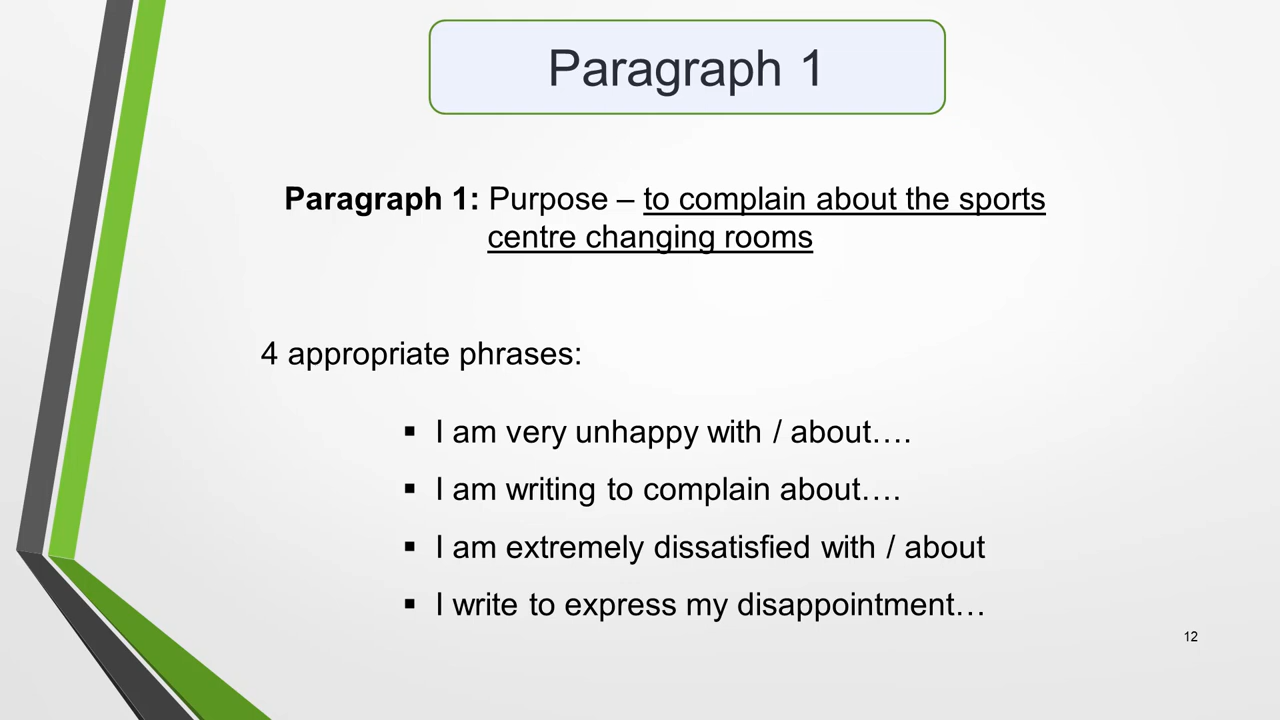 Paragraph 1
Paragraph 1: Purpose – to complain about the sports
centre changing rooms
4 appropriate phrases:
▪ I am very unhappy with / about….
▪ I am writing to complain about….
▪ I am extremely dissatisfied with / about
▪ I write to express my disappointment…
12